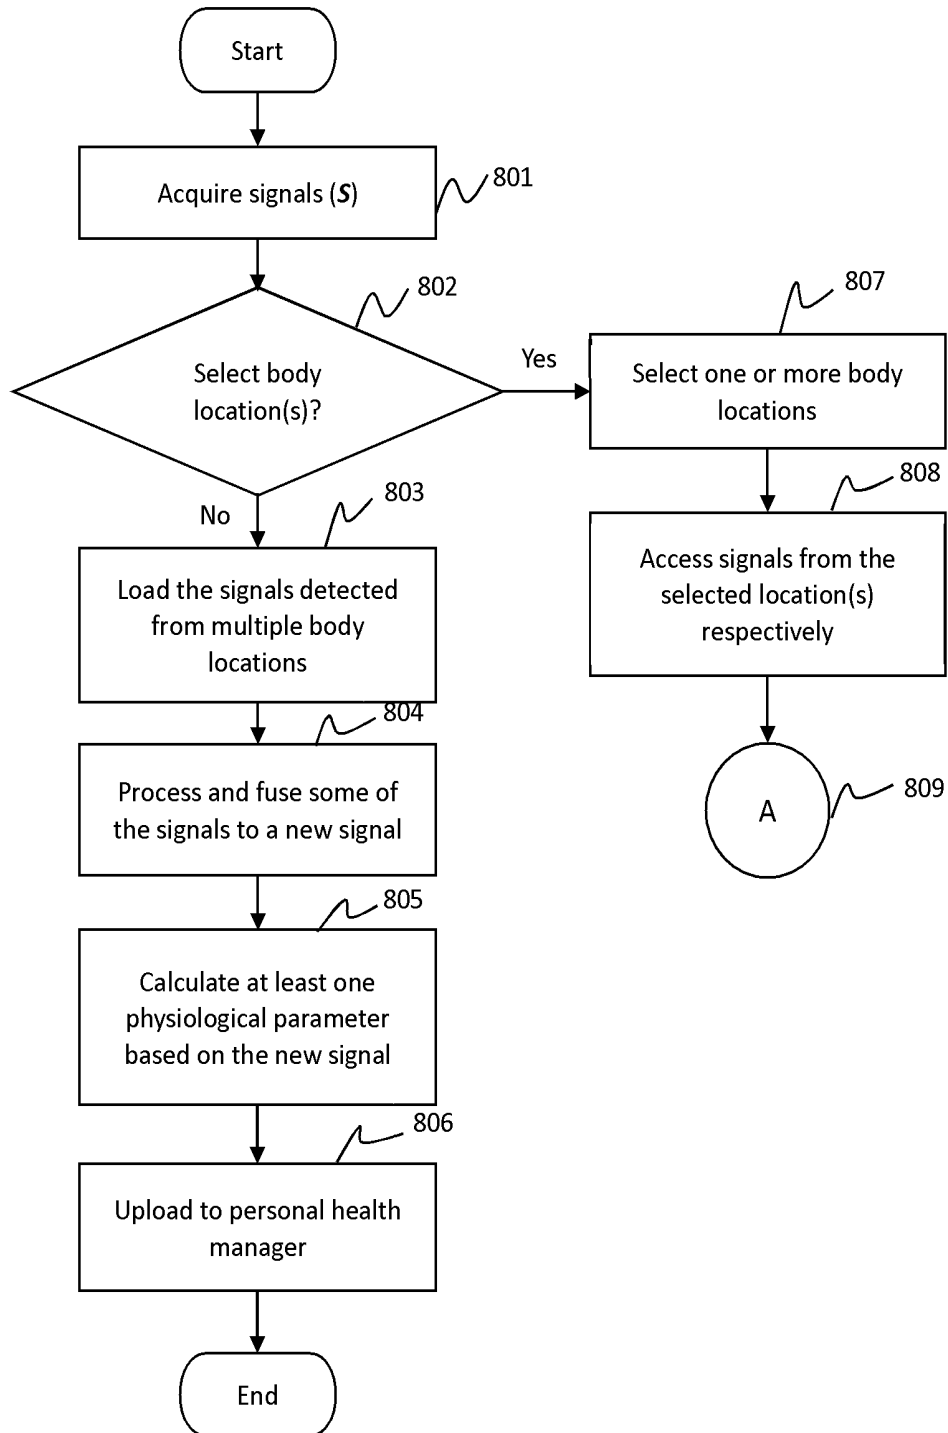 Start
Acquire signals (S)
801
Select body
location(s)?
802
Yes
No
Load the signals detected
from multiple body
locations
803
Process and fuse some of
the signals to a new signal
804
Calculate at least one
physiological parameter
based on the new signal
805
Upload to personal health
manager
806
End
Select one or more body
locations
807
Access signals from the
selected location(s)
respectively
808
A
809